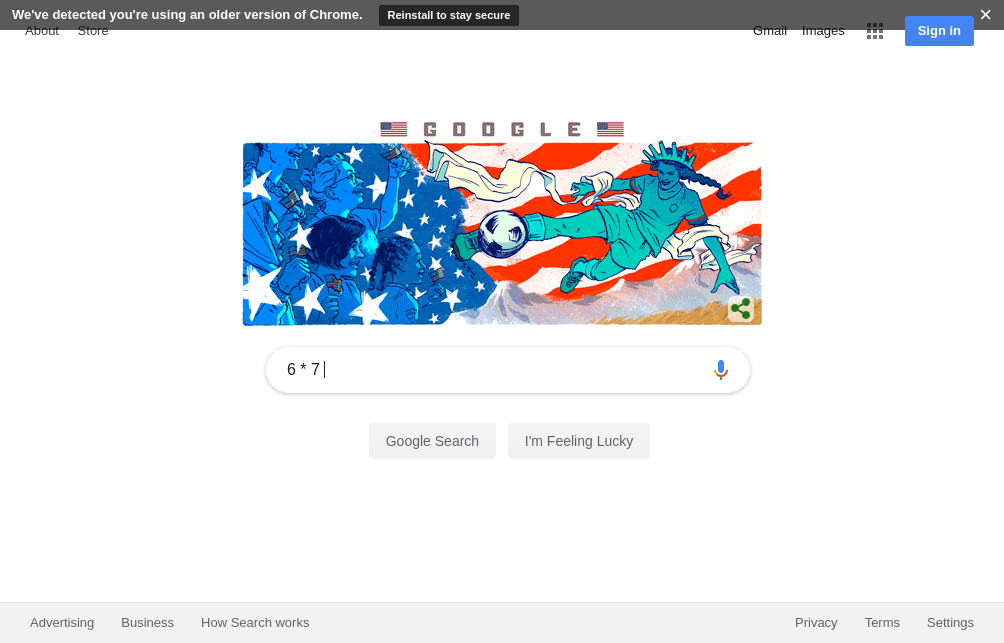 We've detected you're using an older version of Chrome. Reinstall to stay secure ×
About Store Gmail Images Sign in
GOOGLE
6 * 7
Google Search I'm Feeling Lucky
Advertising Business How Search works Privacy Terms Settings